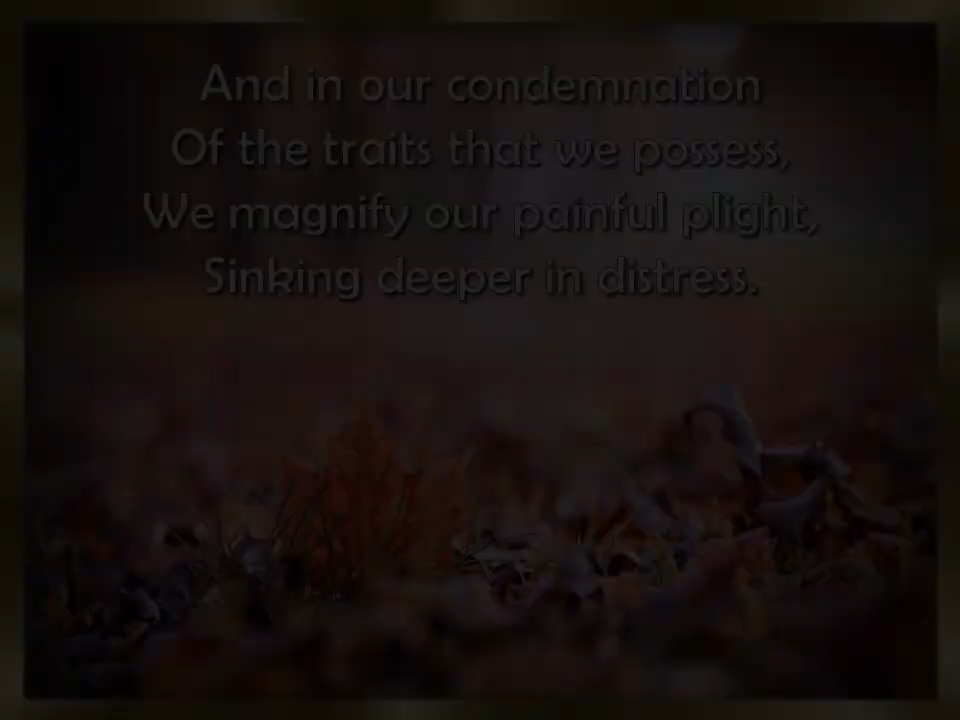 And in our condemnation
Of the traits that we possess,
We magnify our painful plight,
Sinking deeper in distress.